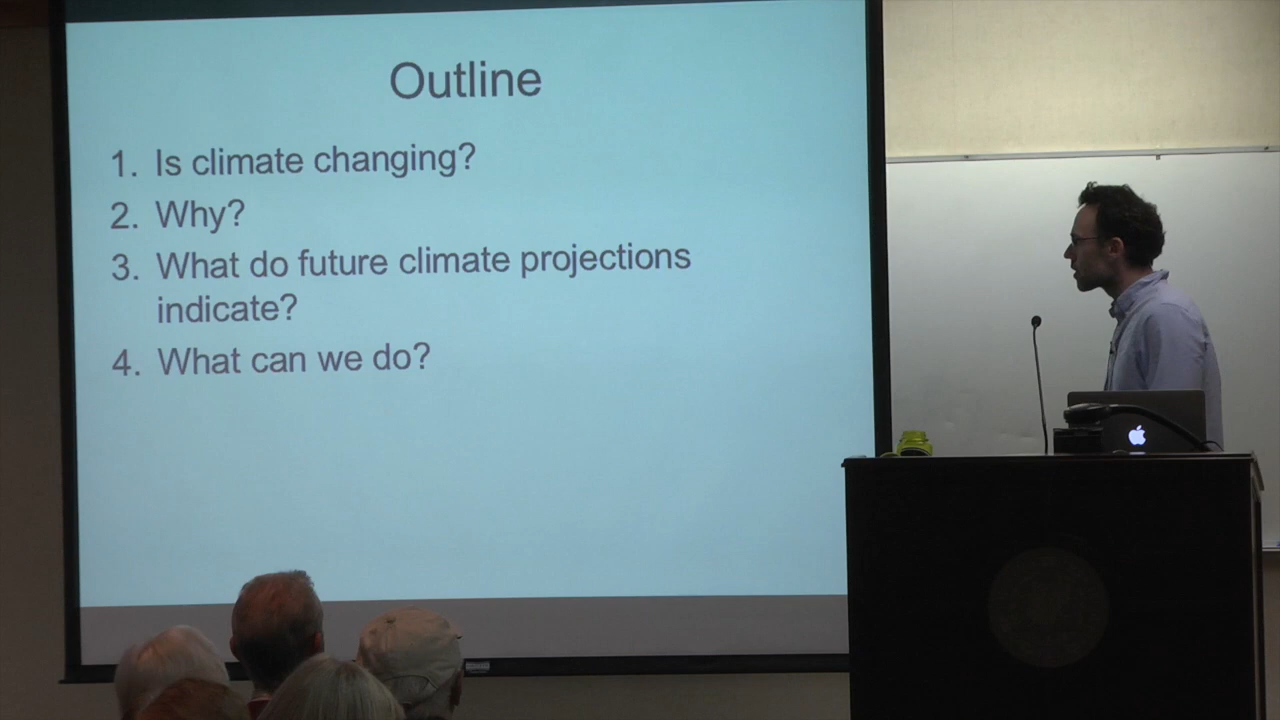 Outline
1. Is climate changing?
2. Why?
3. What do future climate projections
indicate?
4. What can we do?